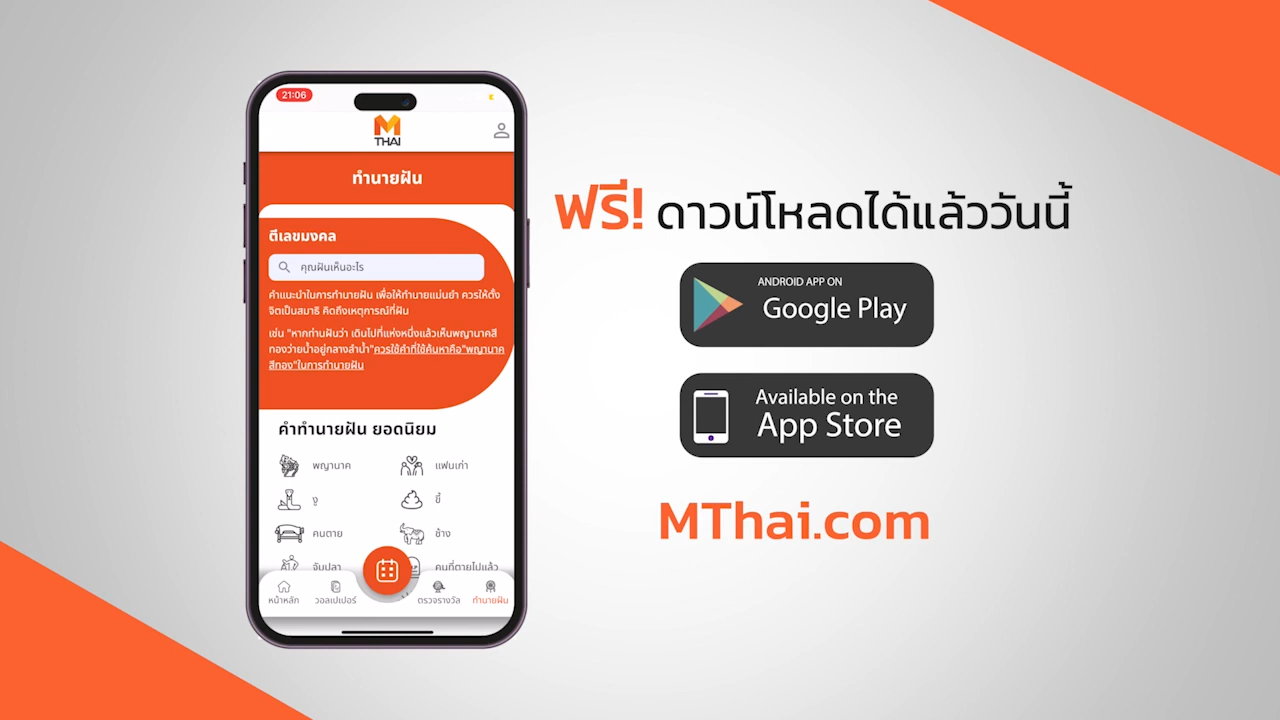 21:06
M
THAI
ทำนายฝัน
ตีเลขมงคล
คุณฝันเห็นอะไร
คำแนะนำในการทำนายฝัน เพื่อให้ทำนายแม่นยำ ควรให้ตั้ง
จิตเป็นสมาธิ คิดถึงเหตุการณ์ที่ฝัน
เช่น "หากท่านฝันว่า เดินไปที่แห่งหนึ่งแล้วเห็นพญานาคสี
ทองว่ายน้ำอยู่กลางลำน้ำ"ควรใช้คำที่ใช้ค้นหาคือ"พญานาค
สีทอง"ในการทำนายฝัน
คำทำนายฝัน ยอดนิยม
พญานาค แฟนเก่า
งู ขี้
คนตาย ช้าง
จับปลา คนที่ตายไปแล้ว
หน้าหลัก วอลเปเปอร์ ตรวจรางวัล ทำนายฝัน
ฟรี! ดาวน์โหลดได้แล้ววันนี้
ANDROID APP ON
Google Play
Available on the
App Store
MThai.com